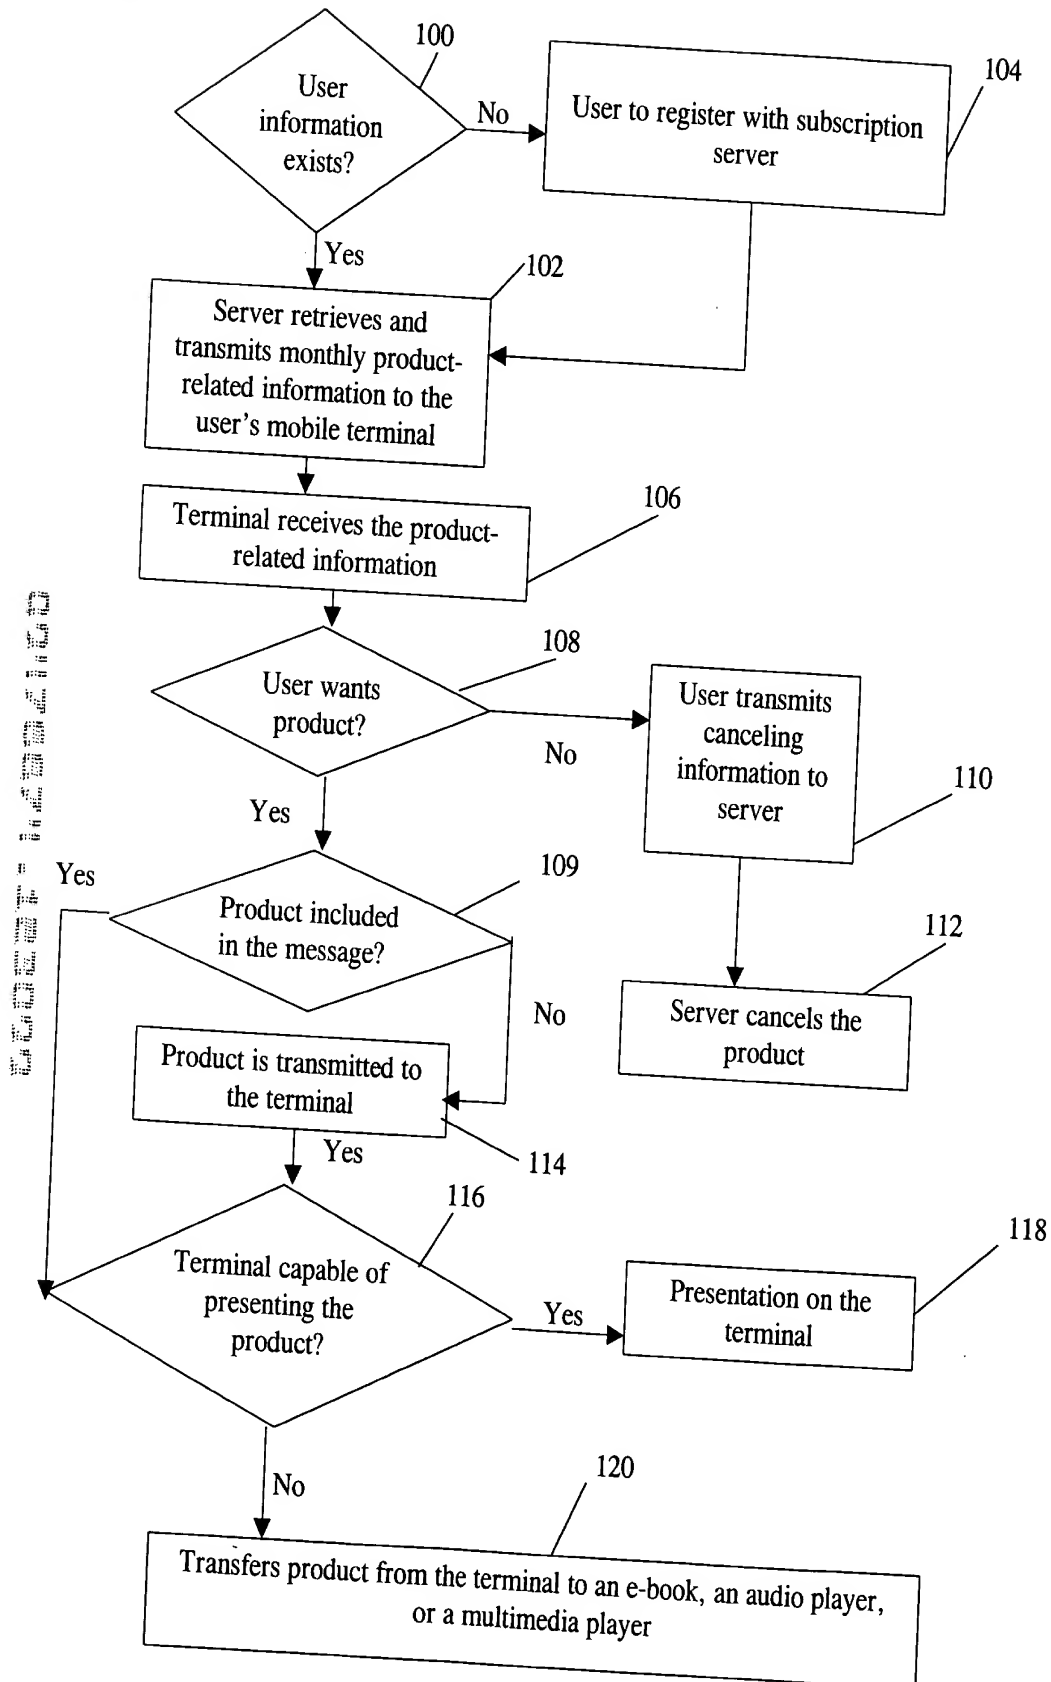 100
User
information
exists?
No
User to register with subscription
server
104
Yes
102
Server retrieves and
transmits monthly product-
related information to the
user's mobile terminal
106
Terminal receives the product-
related information
108
User wants
product?
No
User transmits
canceling
information to
server
110
Yes
109
Yes
Product included
in the message?
No
112
Server cancels the
product
Product is transmitted to
the terminal
Yes
114
116
Terminal capable of
presenting the
product?
Yes
118
Presentation on the
terminal
No
120
Transfers product from the terminal to an e-book, an audio player,
or a multimedia player